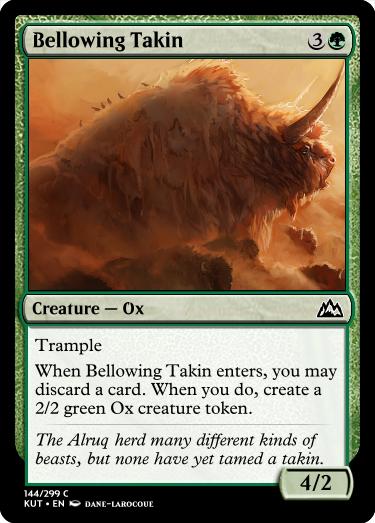 Bellowing Takin 3
Creature — Ox
Trample
When Bellowing Takin enters, you may
discard a card. When you do, create a
2/2 green Ox creature token.
The Alruq herd many different kinds of
beasts, but none have yet tamed a takin.
4/2
144/299 C
KUT • EN DANE-LAROCOUE